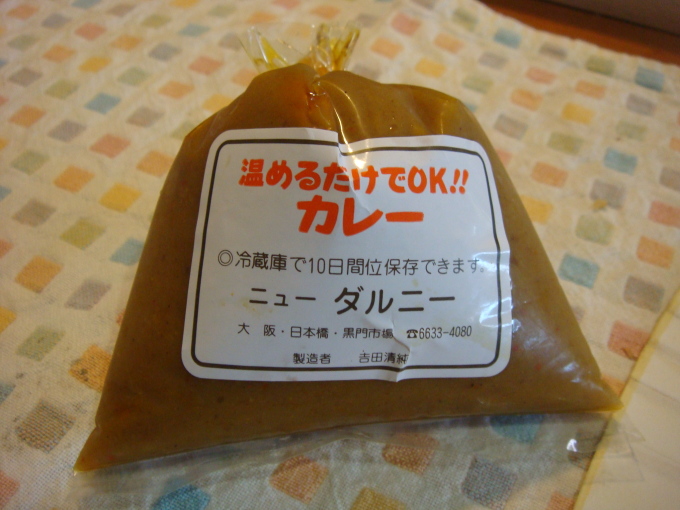 温めるだけでOK!!
カレー
◎冷蔵庫で10日間位保存できます。
ニュー ダルニー
大 阪・日本橋・黒門市場 ☎6633-4080
製造者 吉田清純